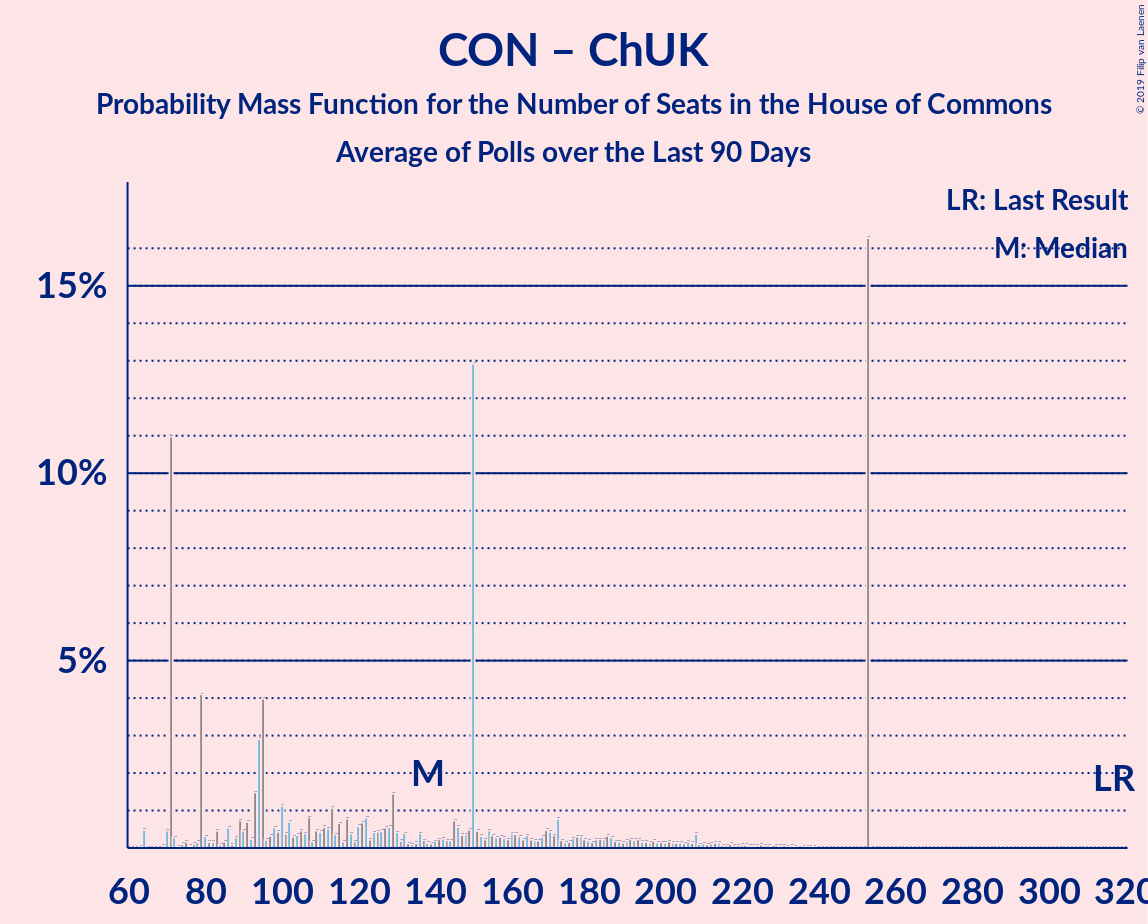 CON – ChUK
Probability Mass Function for the Number of Seats in the House of Commons
Average of Polls over the Last 90 Days
© 2019 Filip van Laenen
LR: Last Result
M: Median
15%
10%
5%
M
LR
60 80 100 120 140 160 180 200 220 240 260 280 300 320